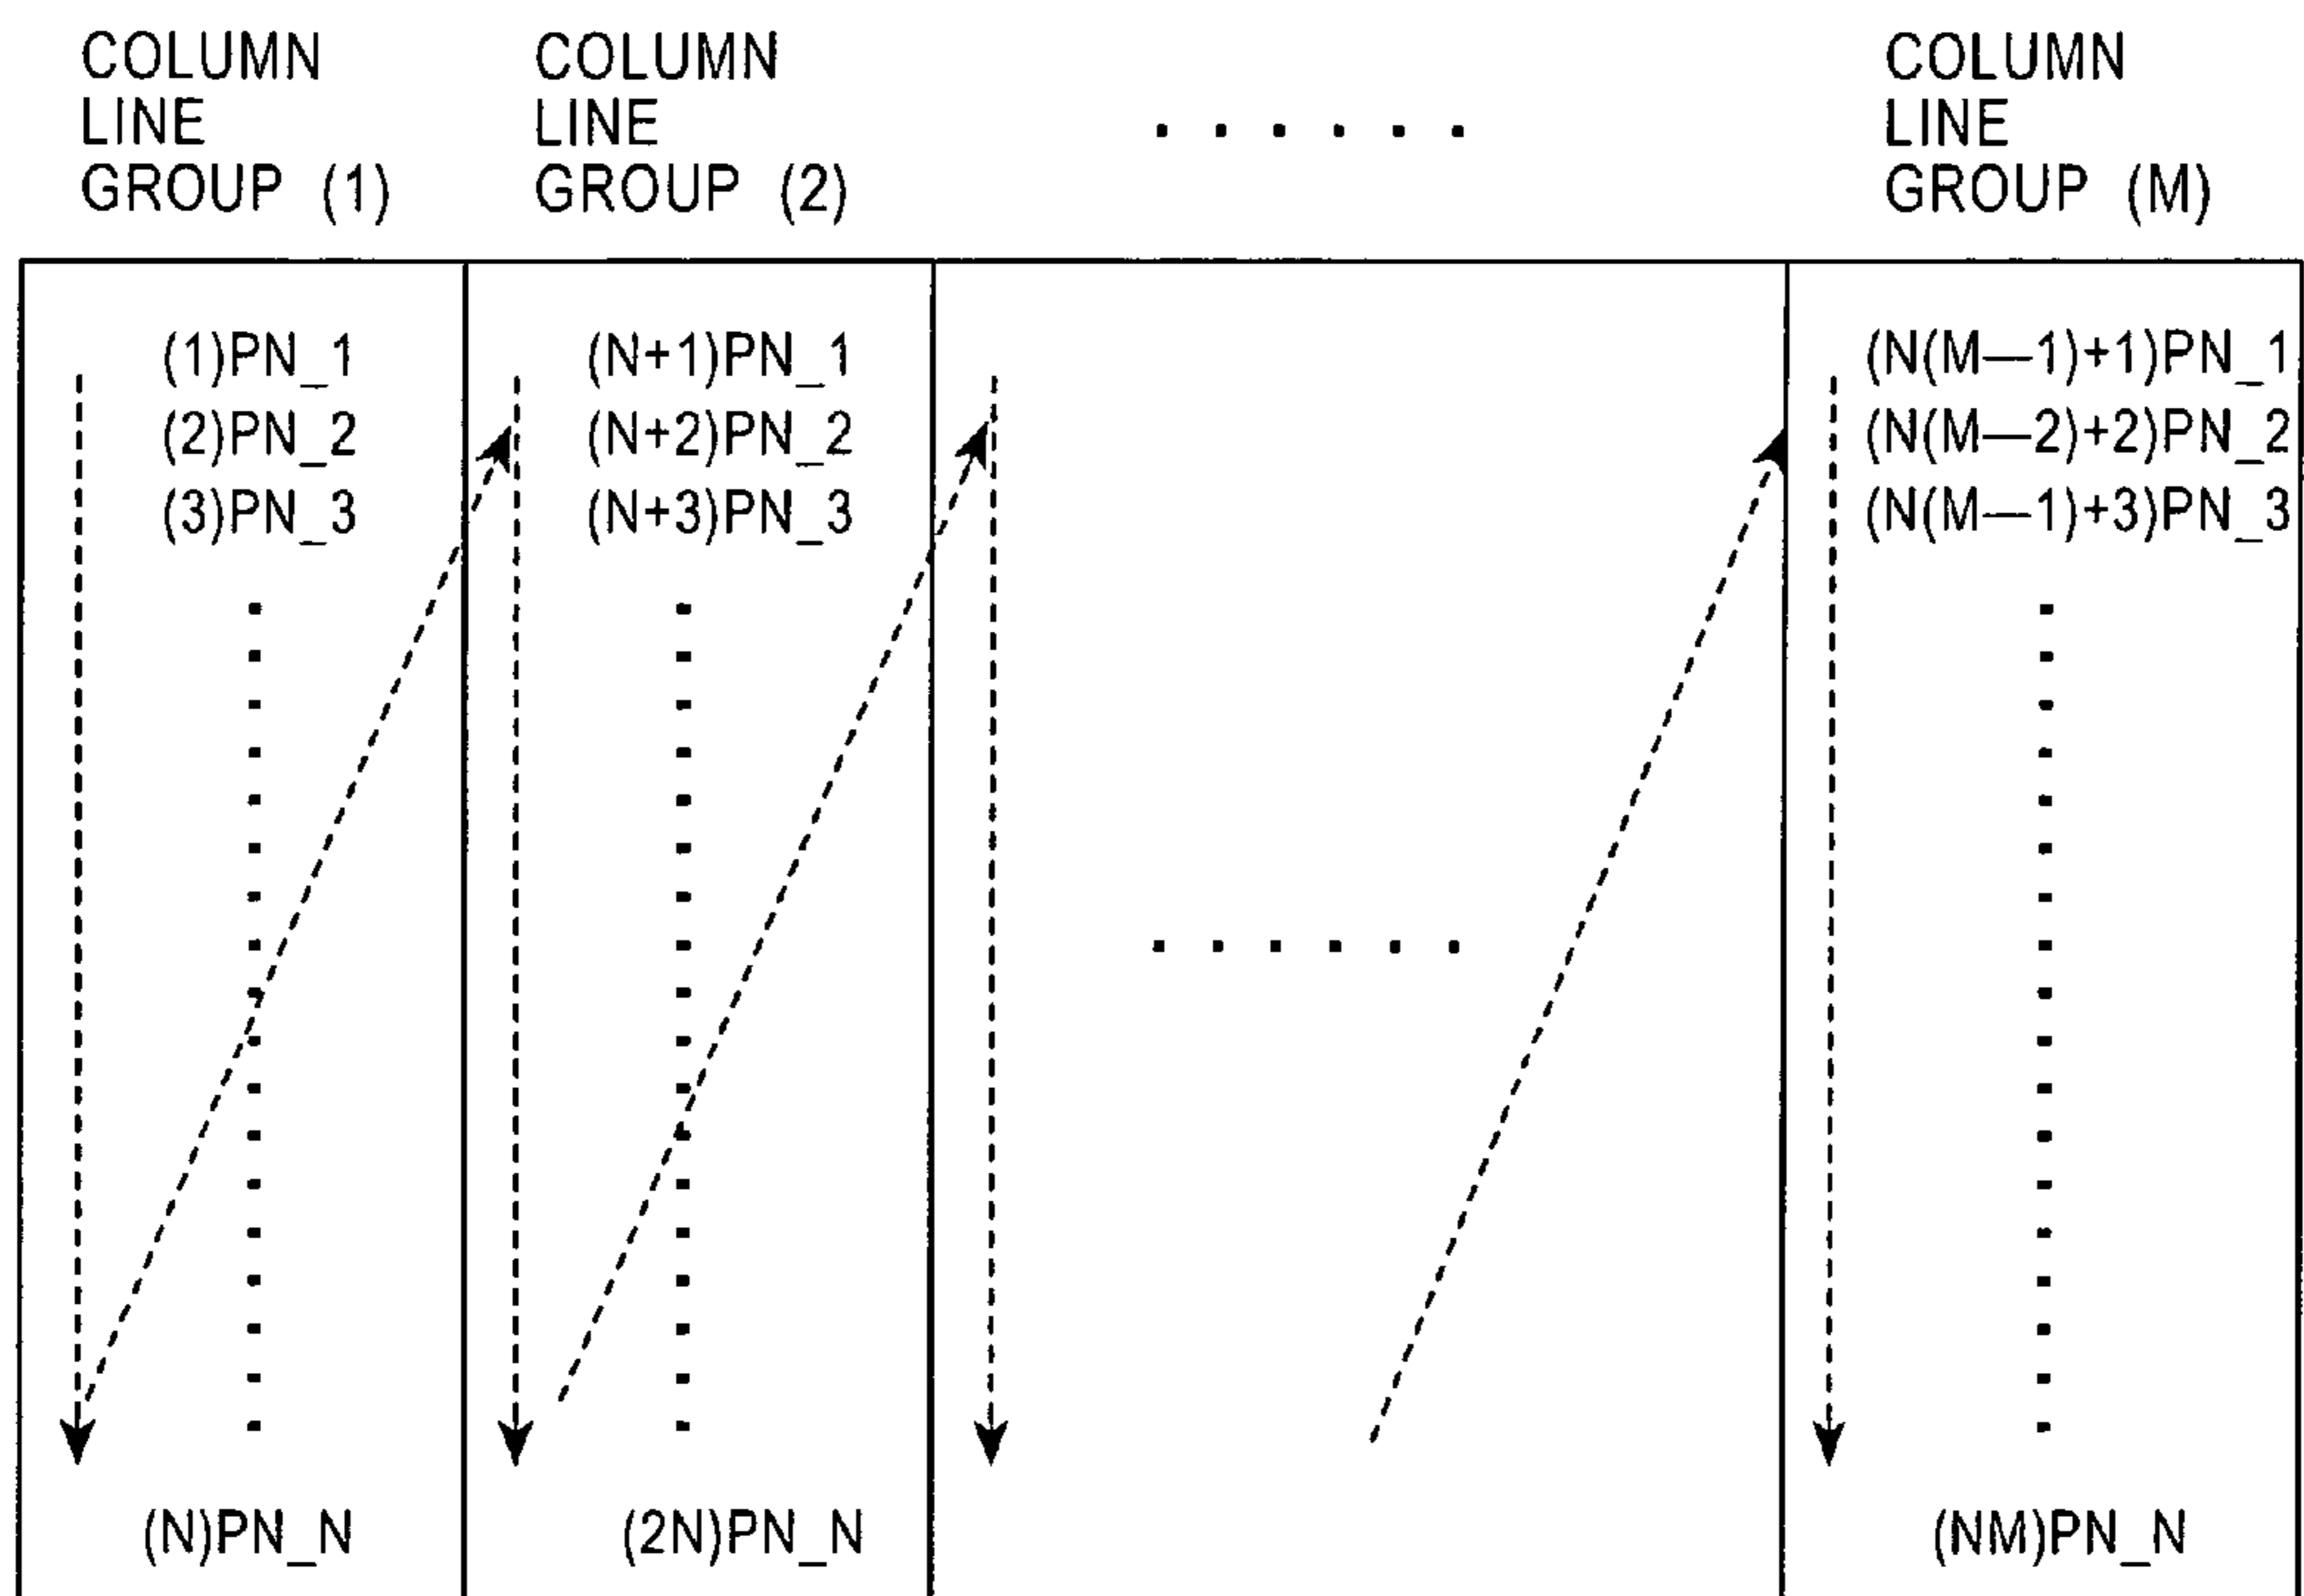 COLUMN
LINE
GROUP (1)
COLUMN
LINE
GROUP (2)
......
COLUMN
LINE
GROUP (M)
(1)PN_1
(2)PN_2
(3)PN_3
(N)PN_N
(N+1)PN_1
(N+2)PN_2
(N+3)PN_3
(2N)PN_N
......
(N(M—1)+1)PN_1
(N(M—2)+2)PN_2
(N(M—1)+3)PN_3
(NM)PN_N